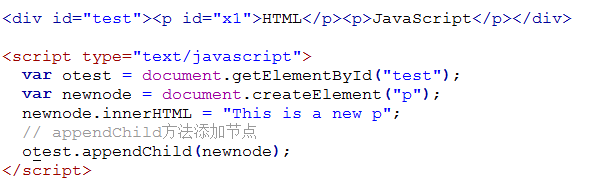 <div id="test"><p id="x1">HTML</p><p>JavaScript</p></div>
<script type="text/javascript">
var otest = document.getElementById("test");
var newnode = document.createElement("p");
newnode.innerHTML = "This is a new p";
// appendChild方法添加节点
otest.appendChild(newnode);
</script>